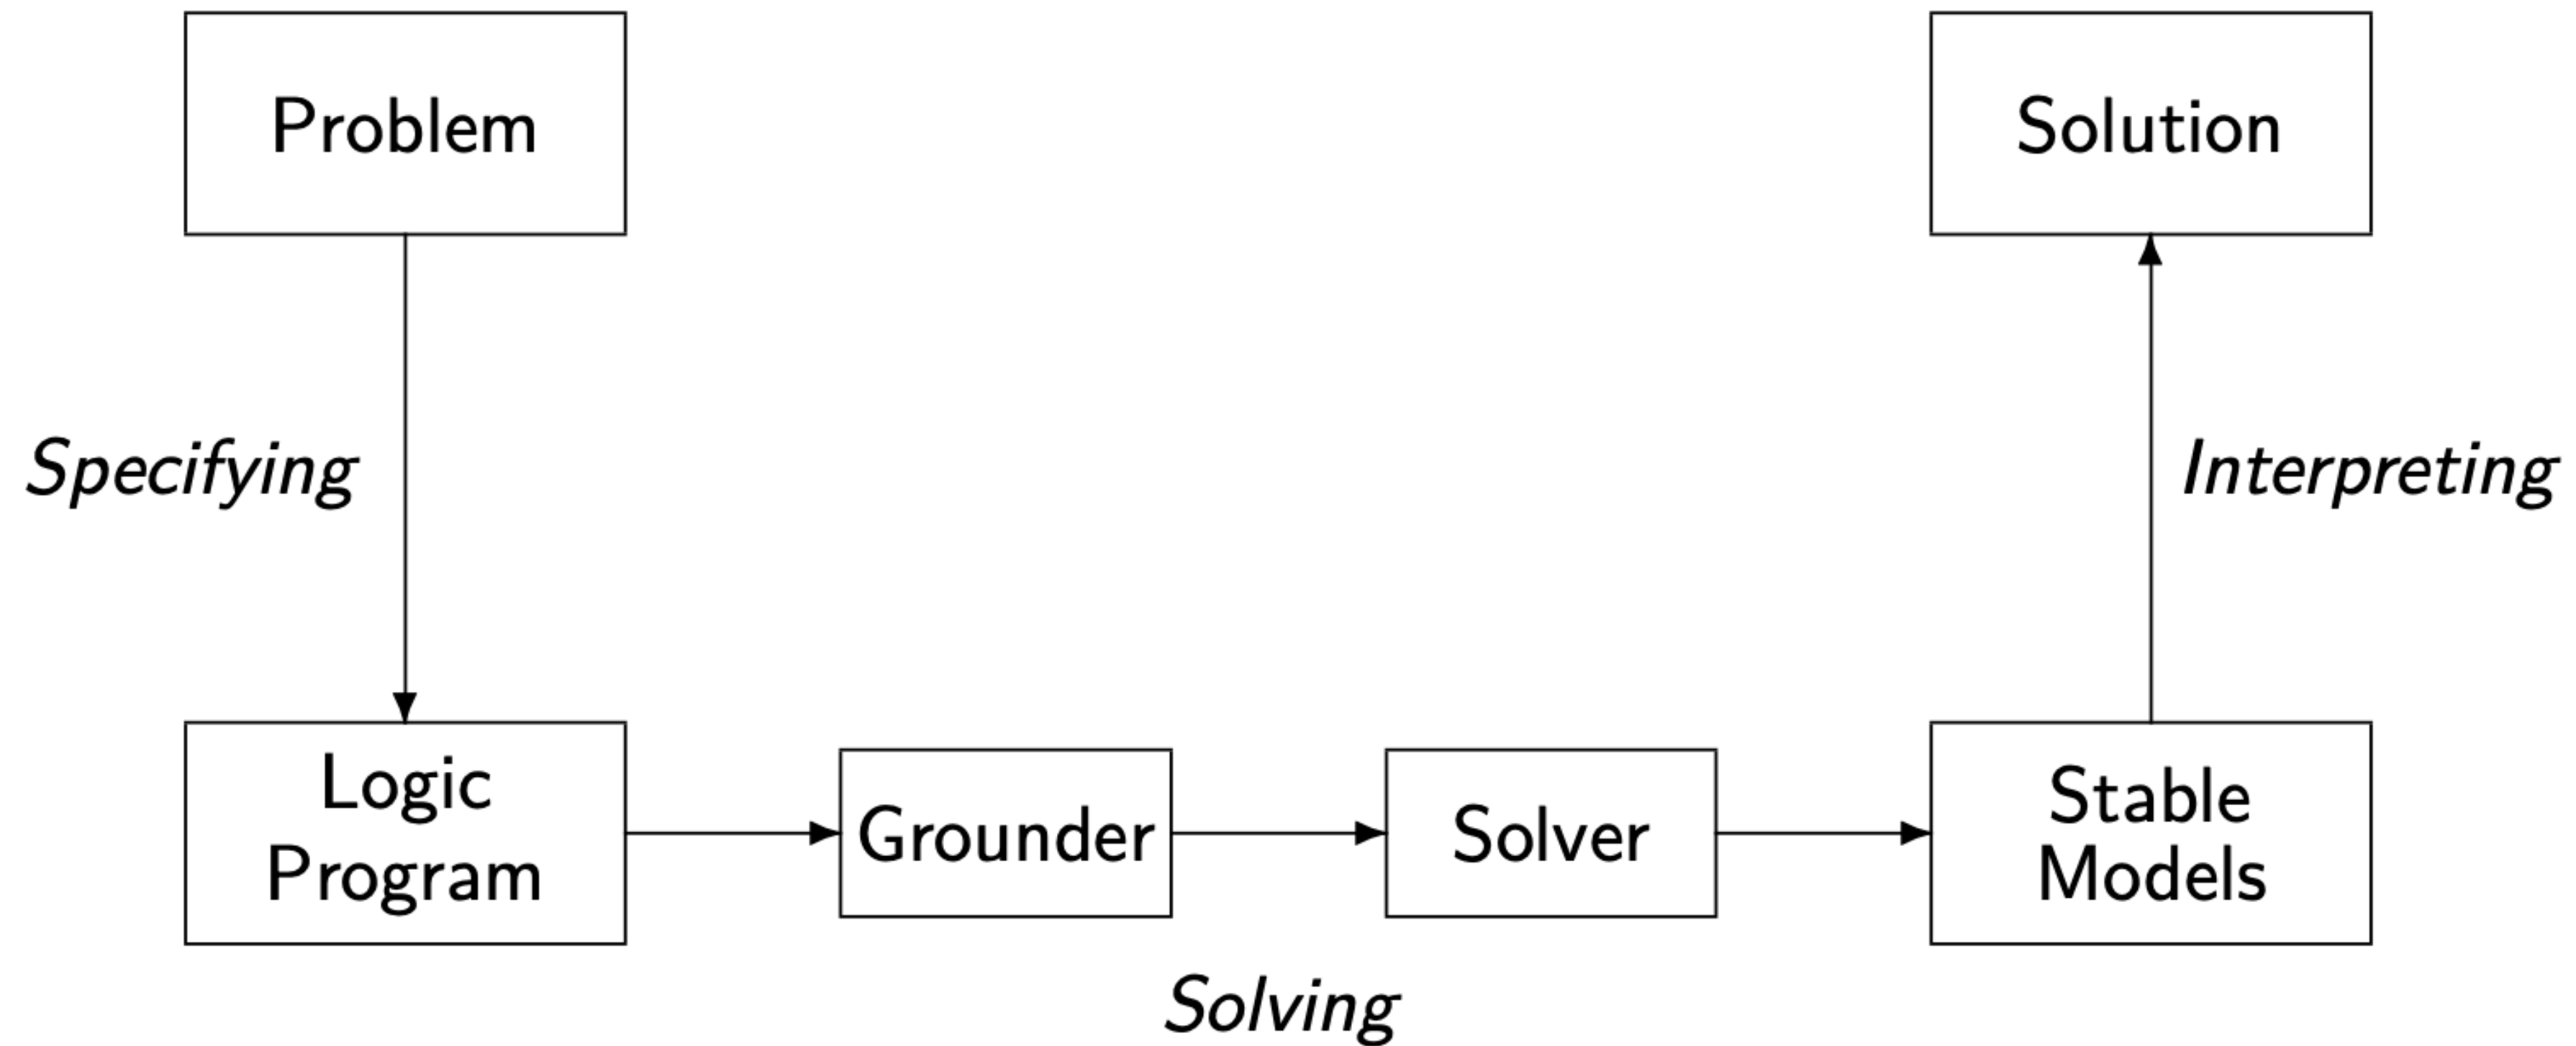 Problem
Solution
Specifying
Interpreting
Logic
Program
Grounder
Solver
Stable
Models
Solving